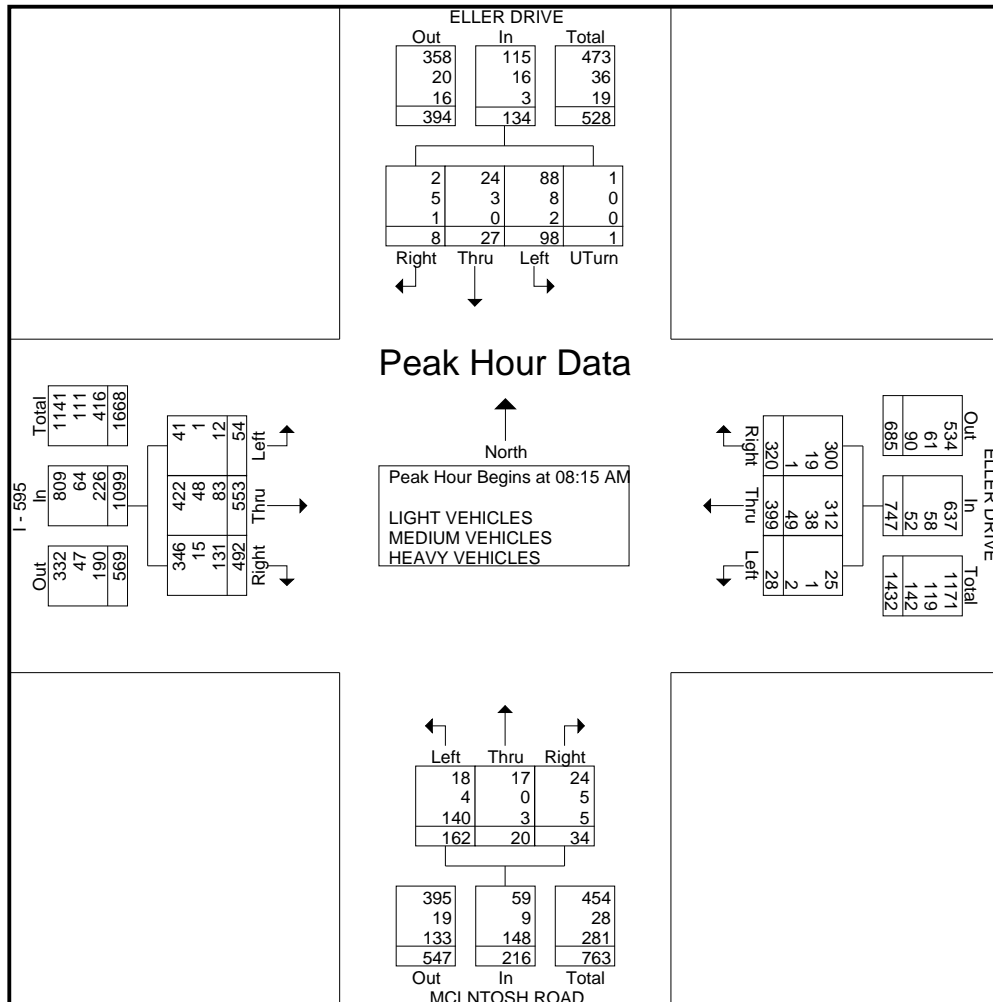 ELLER DRIVE
Out In Total
358 115 473
20 16 36
16 3 19
394 134 528
2 24 88 1
5 3 8 0
1 0 2 0
8 27 98 1
Right Thru Left UTurn
Peak Hour Data
North
Peak Hour Begins at 08:15 AM
LIGHT VEHICLES
MEDIUM VEHICLES
HEAVY VEHICLES
I - 595
Out In Total
332 809 1141
47 64 111
190 226 416
569 1099 1668
Right Thru Left
346 422 41
15 48 1
131 83 12
492 553 54
ELLER DRIVE
Out In Total
534 637 1171
61 58 119
90 52 142
685 747 1432
300 312 25
19 38 1
1 49 2
320 399 28
Right Thru Left
Left Thru Right
18 17 24
4 0 5
140 3 5
162 20 34
395 59 454
19 9 28
133 148 281
547 216 763
Out In Total
MCLNTOSH ROAD